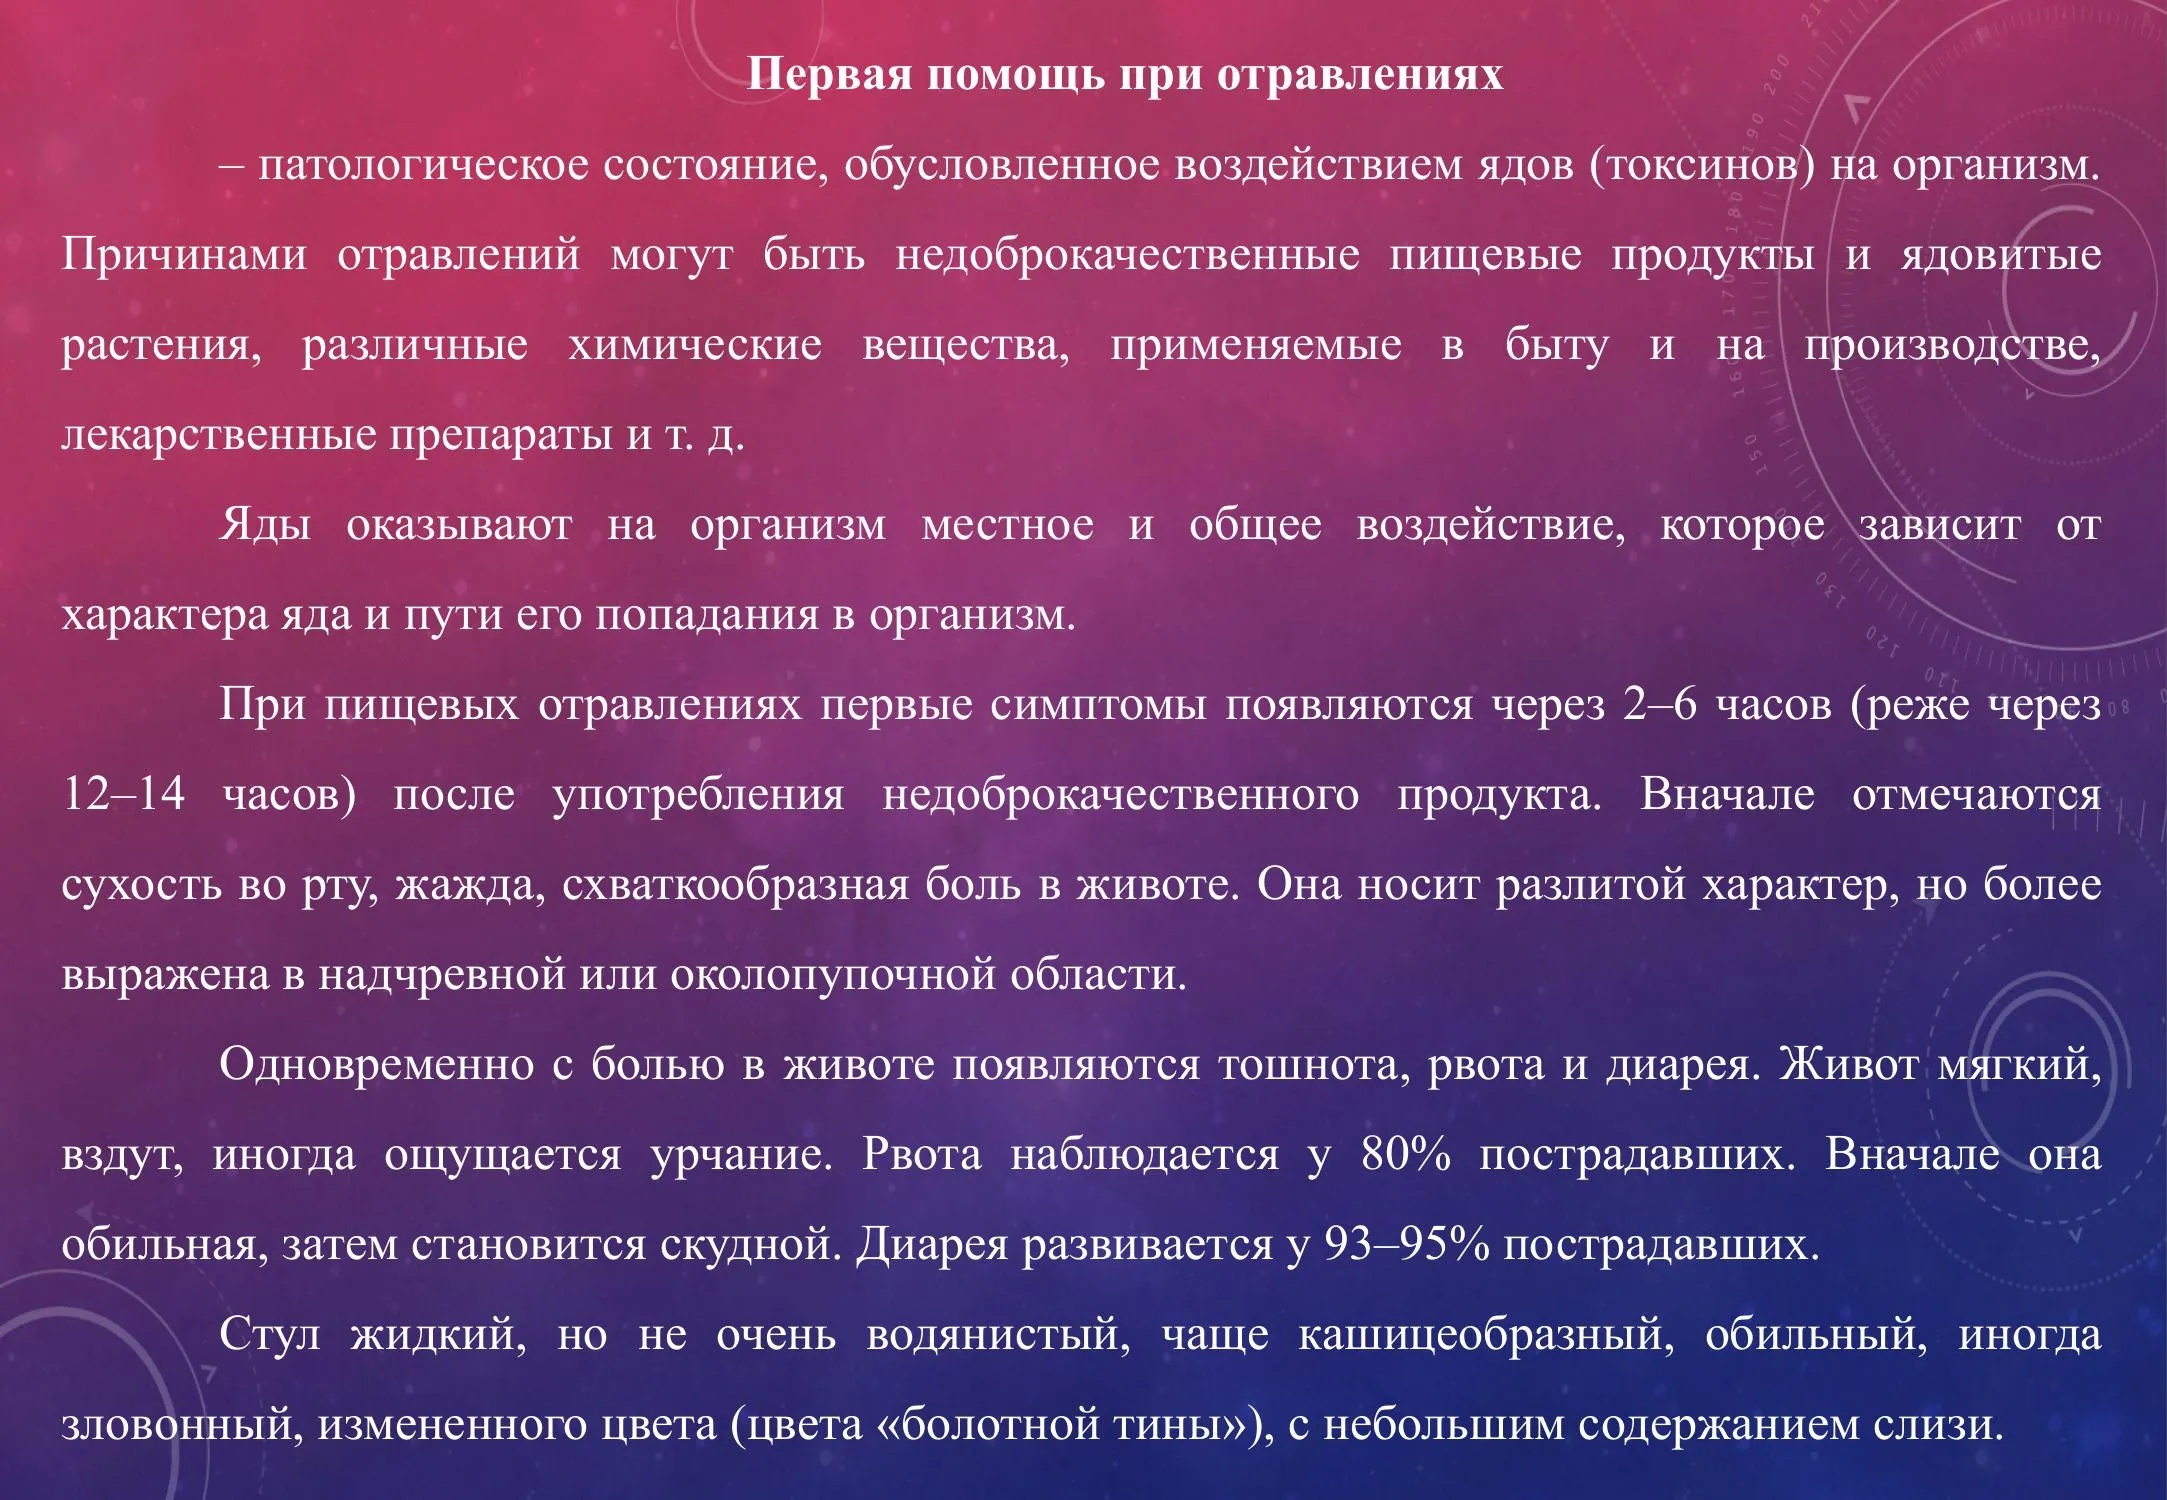 Первая помощь при отравлениях
– патологическое состояние, обусловленное воздействием ядов (токсинов) на организм.
Причинами отравлений могут быть недоброкачественные пищевые продукты и ядовитые
растения, различные химические вещества, применяемые в быту и на производстве,
лекарственные препараты и т. д.
Яды оказывают на организм местное и общее воздействие, которое зависит от
характера яда и пути его попадания в организм.
При пищевых отравлениях первые симптомы появляются через 2–6 часов (реже через
12–14 часов) после употребления недоброкачественного продукта. Вначале отмечаются
сухость во рту, жажда, схваткообразная боль в животе. Она носит разлитой характер, но более
выражена в надчревной или околопупочной области.
Одновременно с болью в животе появляются тошнота, рвота и диарея. Живот мягкий,
вздут, иногда ощущается урчание. Рвота наблюдается у 80% пострадавших. Вначале она
обильная, затем становится скудной. Диарея развивается у 93–95% пострадавших.
Стул жидкий, но не очень водянистый, чаще кашицеобразный, обильный, иногда
зловонный, измененного цвета (цвета «болотной тины»), с небольшим содержанием слизи.